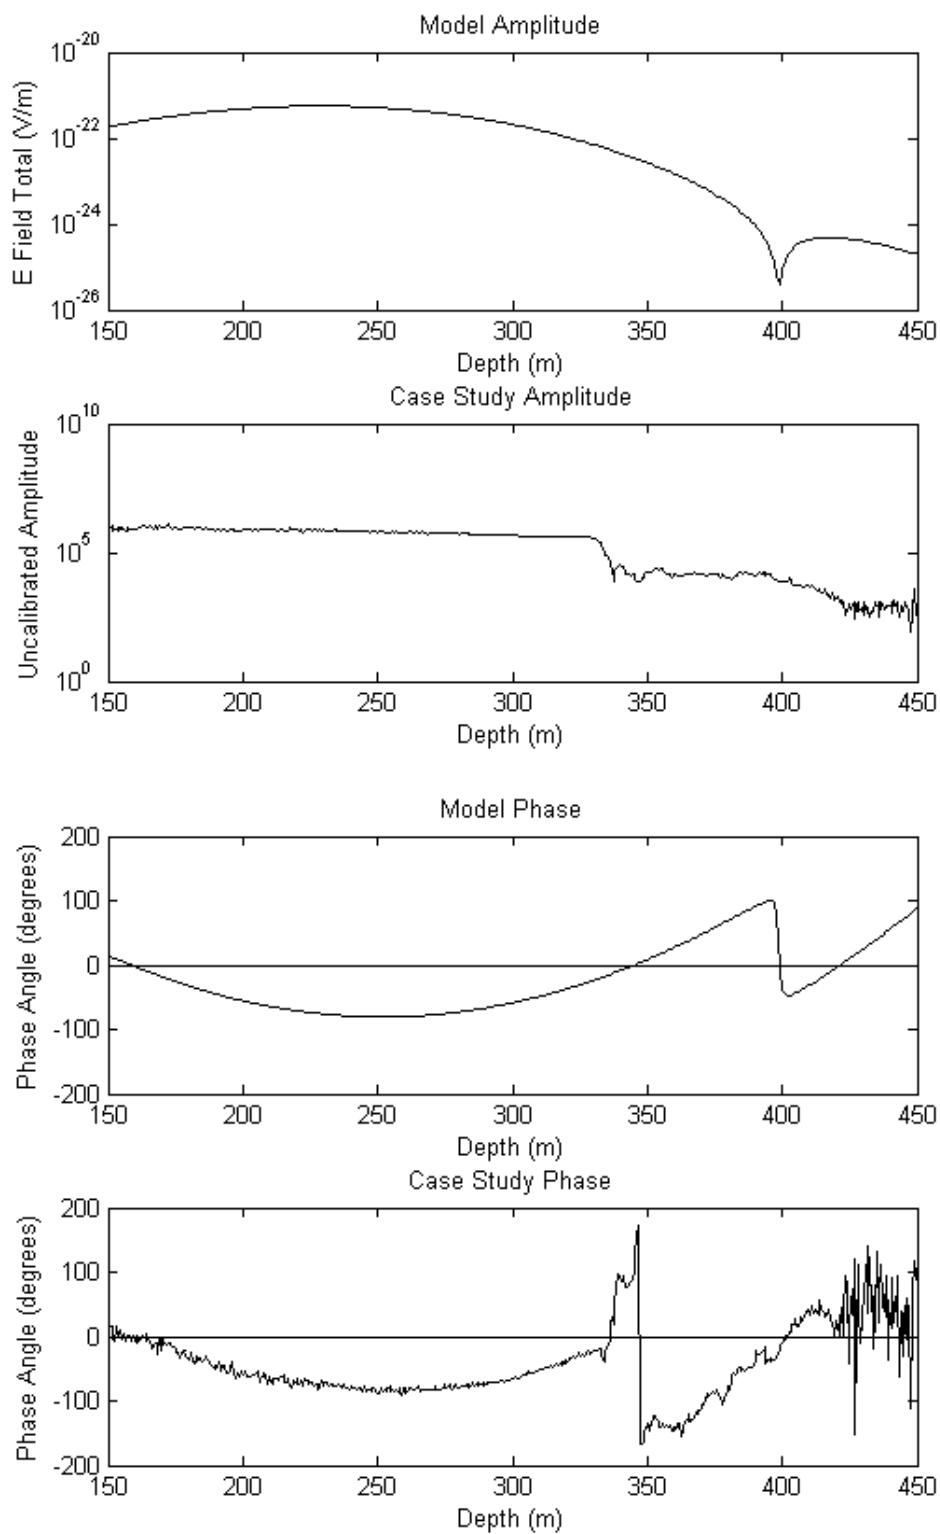 Model Amplitude
10^-20
10^-22
10^-24
10^-26
E Field Total (V/m)
150 200 250 300 350 400 450
Depth (m)
Case Study Amplitude
10^10
10^5
10^0
Uncalibrated Amplitude
150 200 250 300 350 400 450
Depth (m)
Model Phase
200
100
0
-100
-200
Phase Angle (degrees)
150 200 250 300 350 400 450
Depth (m)
Case Study Phase
200
100
0
-100
-200
Phase Angle (degrees)
150 200 250 300 350 400 450
Depth (m)